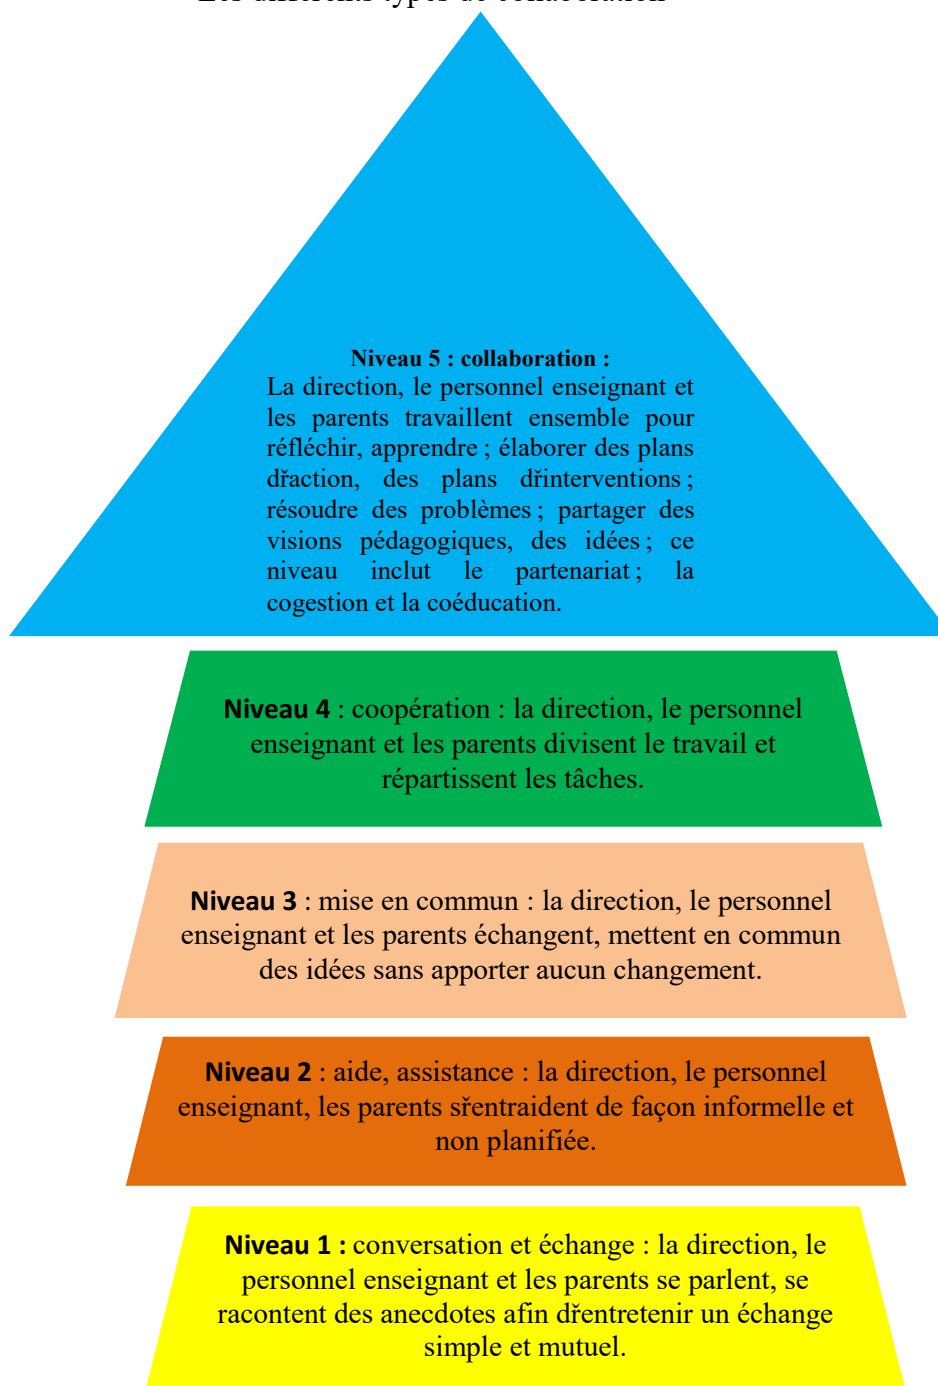 Les différents types de collaboration
Niveau 5 : collaboration :
La direction, le personnel enseignant et
les parents travaillent ensemble pour
réfléchir, apprendre ; élaborer des plans
dřaction, des plans dřinterventions ;
résoudre des problèmes ; partager des
visions pédagogiques, des idées ; ce
niveau inclut le partenariat ; la
cogestion et la coéducation.
Niveau 4 : coopération : la direction, le personnel
enseignant et les parents divisent le travail et
répartissent les tâches.
Niveau 3 : mise en commun : la direction, le personnel
enseignant et les parents échangent, mettent en commun
des idées sans apporter aucun changement.
Niveau 2 : aide, assistance : la direction, le personnel
enseignant, les parents sřentraident de façon informelle et
non planifiée.
Niveau 1 : conversation et échange : la direction, le
personnel enseignant et les parents se parlent, se
racontent des anecdotes afin dřentretenir un échange
simple et mutuel.